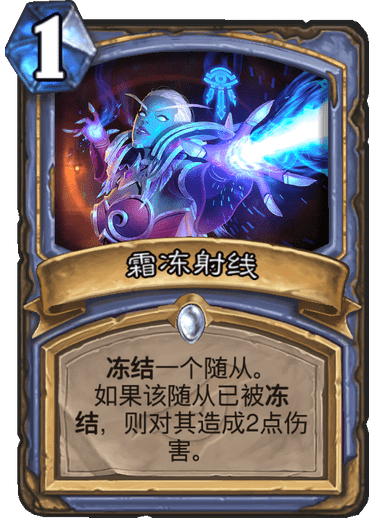 1
霜冻射线
冻结一个随从。
如果该随从已被冻
结，则对其造成2点伤
害。